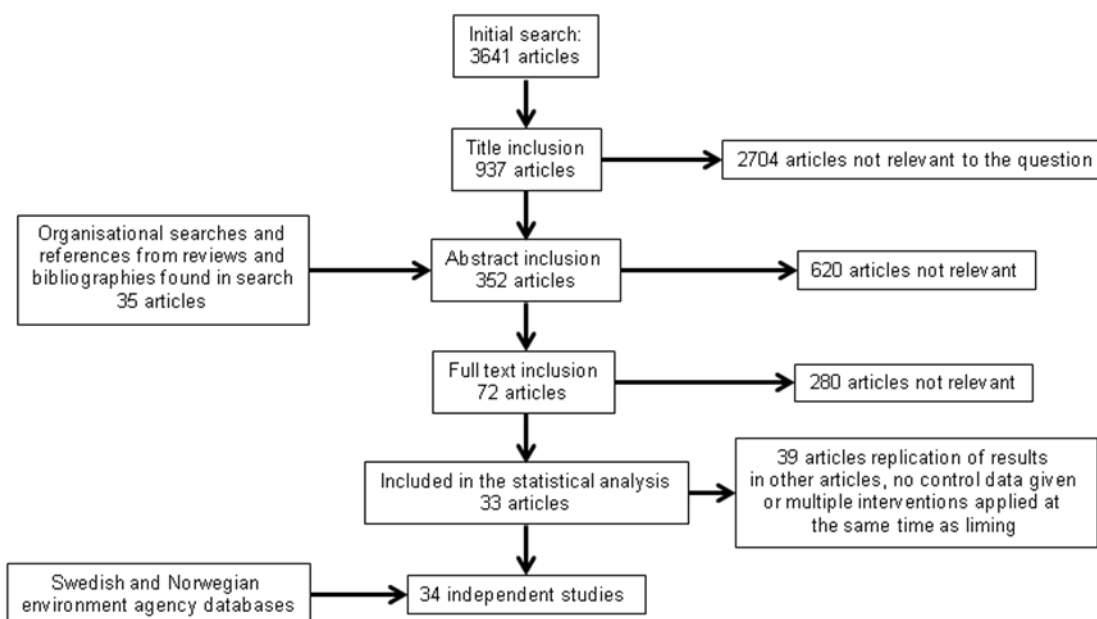 Initial search:
3641 articles
Title inclusion
937 articles
2704 articles not relevant to the question
Organisational searches and
references from reviews and
bibliographies found in search
35 articles
Abstract inclusion
352 articles
620 articles not relevant
Full text inclusion
72 articles
280 articles not relevant
Included in the statistical analysis
33 articles
39 articles replication of results
in other articles, no control data given
or multiple interventions applied at
the same time as liming
Swedish and Norwegian
environment agency databases
34 independent studies